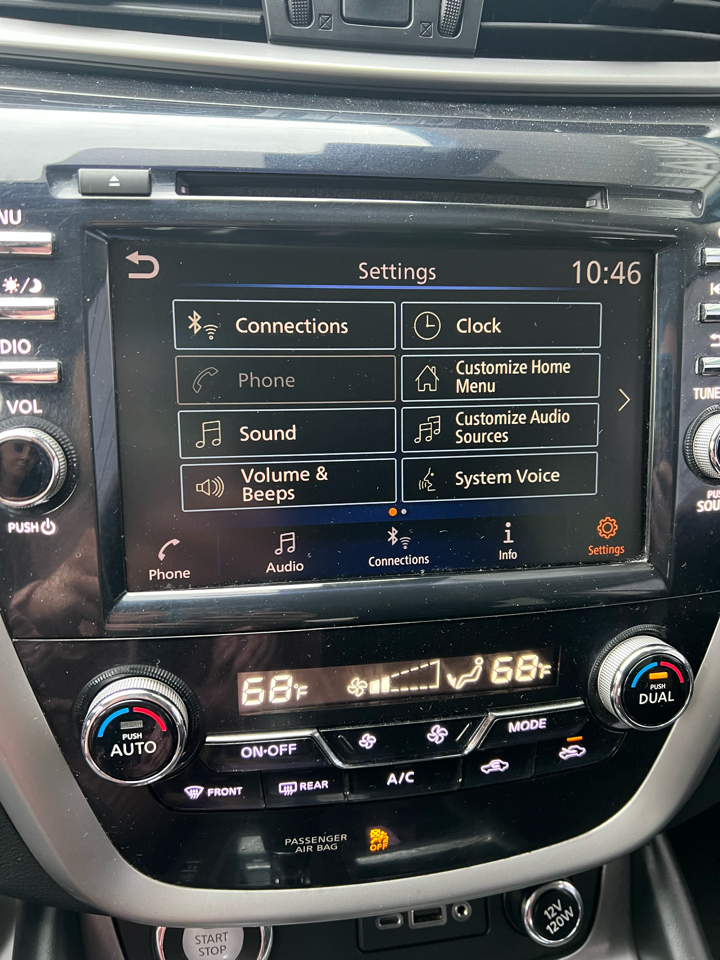 NU
DIO
VOL
PUSH
Settings
10:46
Connections
Clock
Phone
Customize Home
Menu
Sound
Customize Audio
Sources
Volume &
Beeps
System Voice
Phone
Audio
Connections
Info
Settings
TUNE
PUS
SOU
68°F
68°F
PUSH
AUTO
PUSH
DUAL
ON·OFF
MODE
FRONT
REAR
A/C
PASSENGER
AIR BAG
OFF
START
STOP
12V
120W